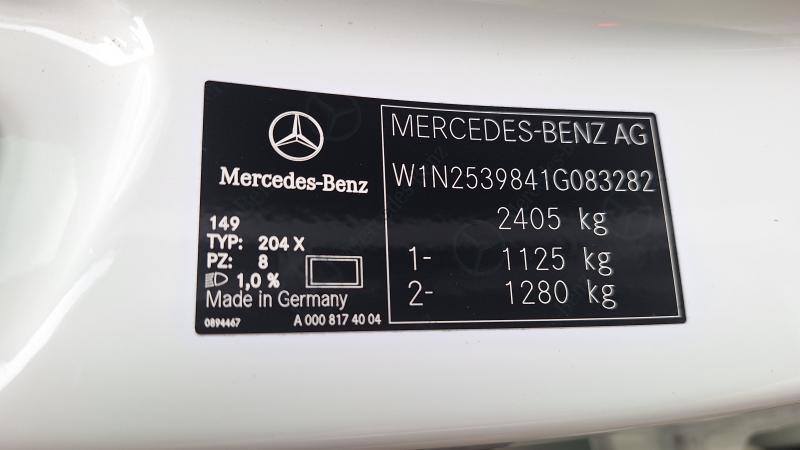 Mercedes-Benz
149
TYP: 204 X
PZ: 8
1,0 %
Made in Germany
0894467
A 000 817 40 04
MERCEDES-BENZ AG
W1N2539841G083282
2405 kg
1- 1125 kg
2- 1280 kg